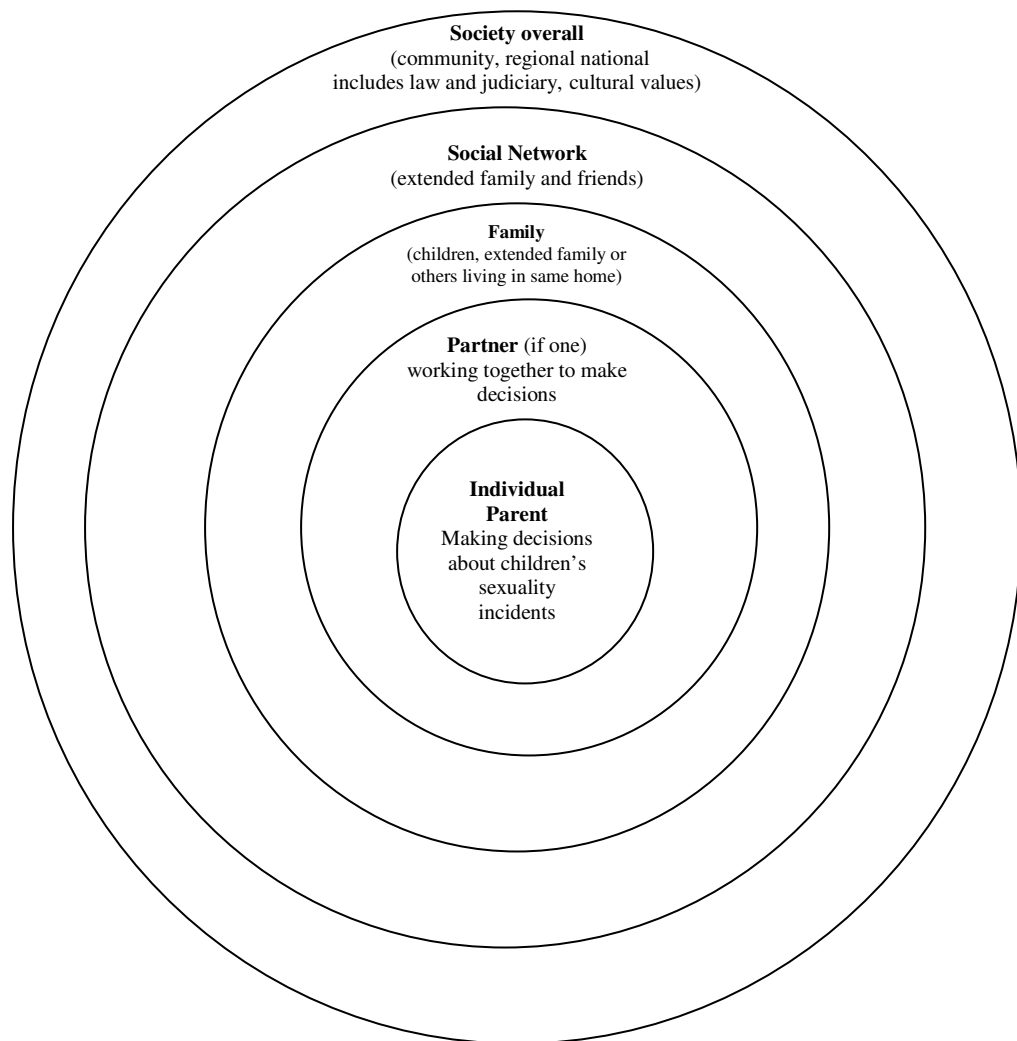 Society overall
(community, regional national
includes law and judiciary, cultural values)
Social Network
(extended family and friends)
Family
(children, extended family or
others living in same home)
Partner (if one)
working together to make
decisions
Individual
Parent
Making decisions
about children’s
sexuality
incidents